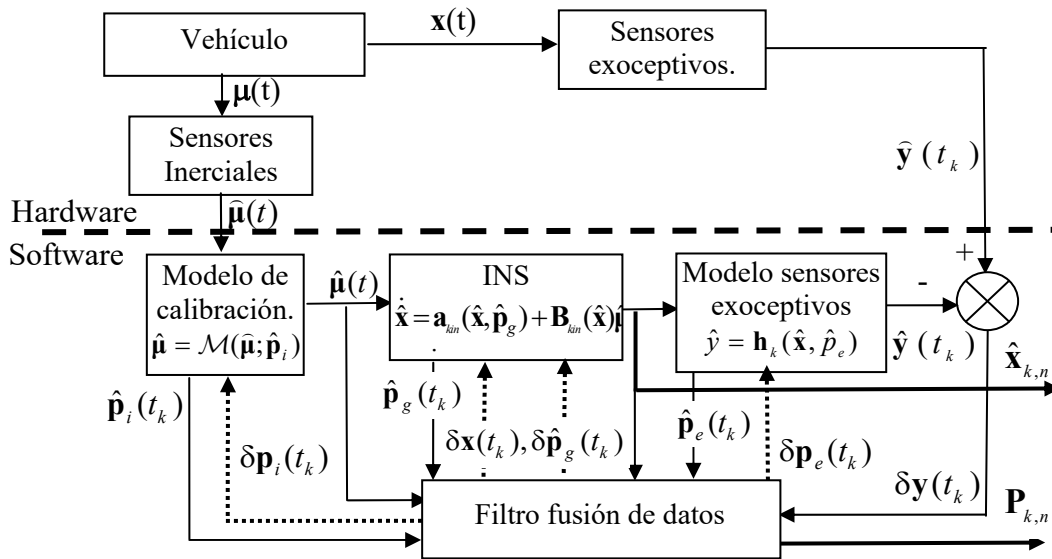 Vehículo
x(t)
Sensores
exoceptivos.
μ(t)
Sensores
Inerciales
y̑(t_k)
Hardware
μ̑(t)
Software
+
Modelo de
calibración.
μ̂ = ℳ(μ̑; p̂_i)
μ̂(t)
INS
ẋ̂ = a_kin(x̂, p̂_g) + B_kin(x̂)μ̂
Modelo sensores
exoceptivos
ŷ = h_k(x̂, p̂_e)
-
ŷ(t_k)
x̂_{k,n}
p̂_i(t_k)
p̂_g(t_k)
p̂_e(t_k)
δp_i(t_k)
δx(t_k), δp̂_g(t_k)
δp_e(t_k)
δy(t_k)
P_{k,n}
Filtro fusión de datos